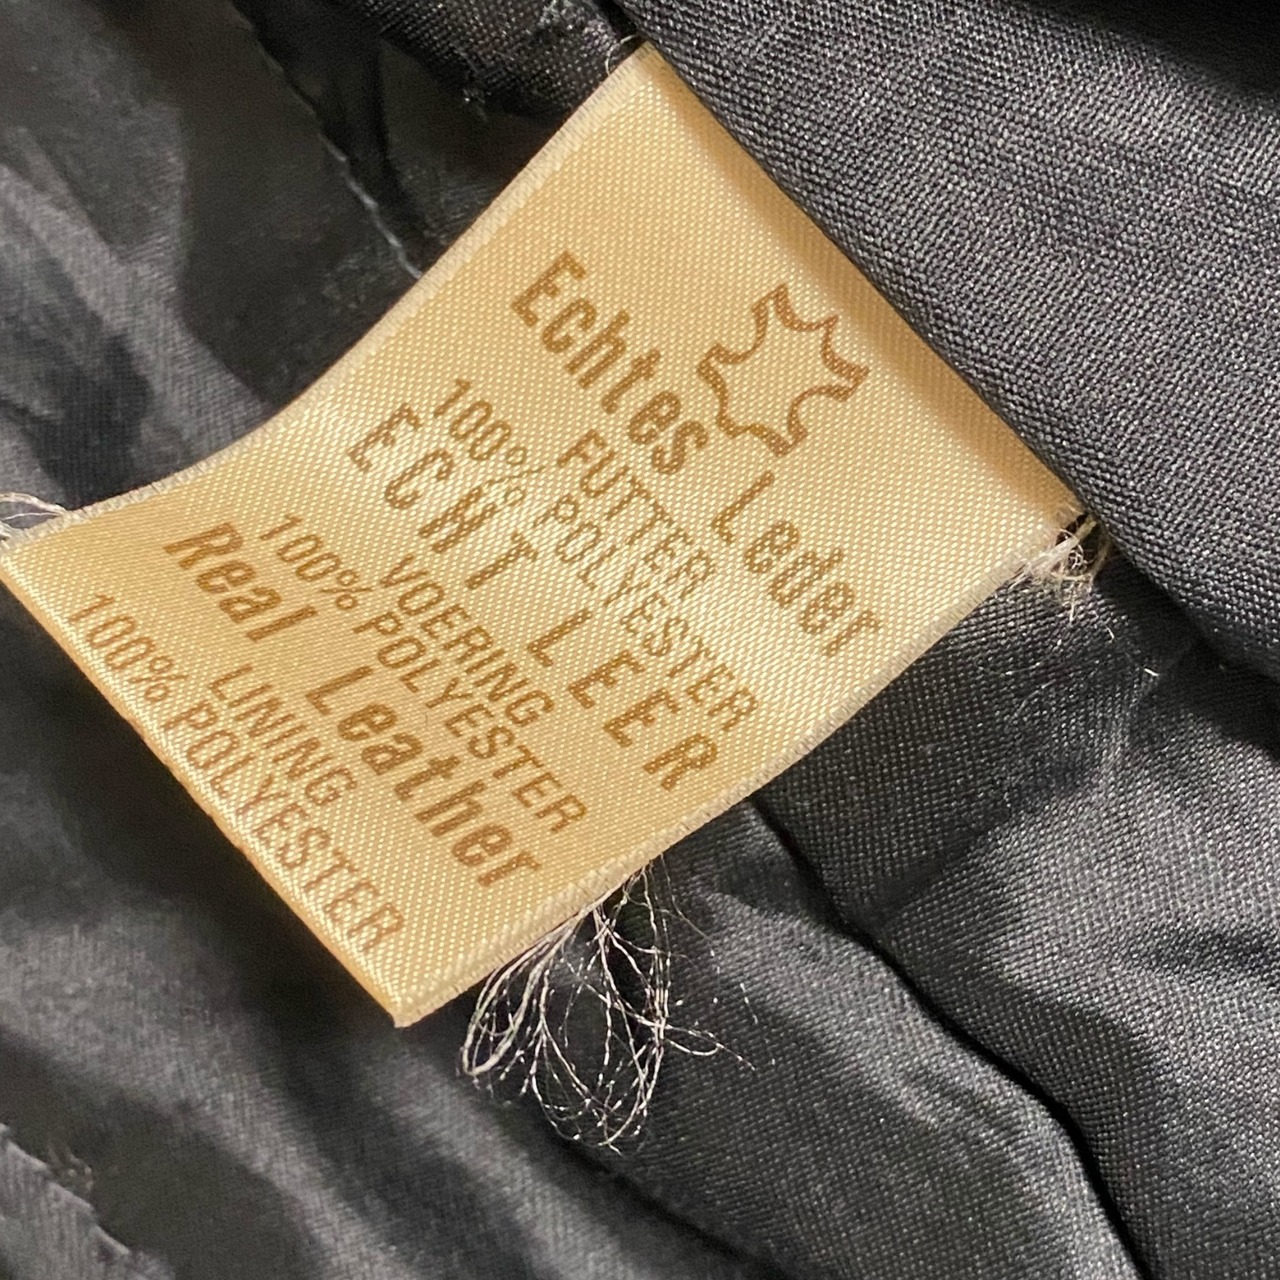 Echtes Leder
FUTTER
100% POLYESTER
ECHT LEER
VOERING
100% POLYESTER
Real Leather
LINING
100% POLYESTER